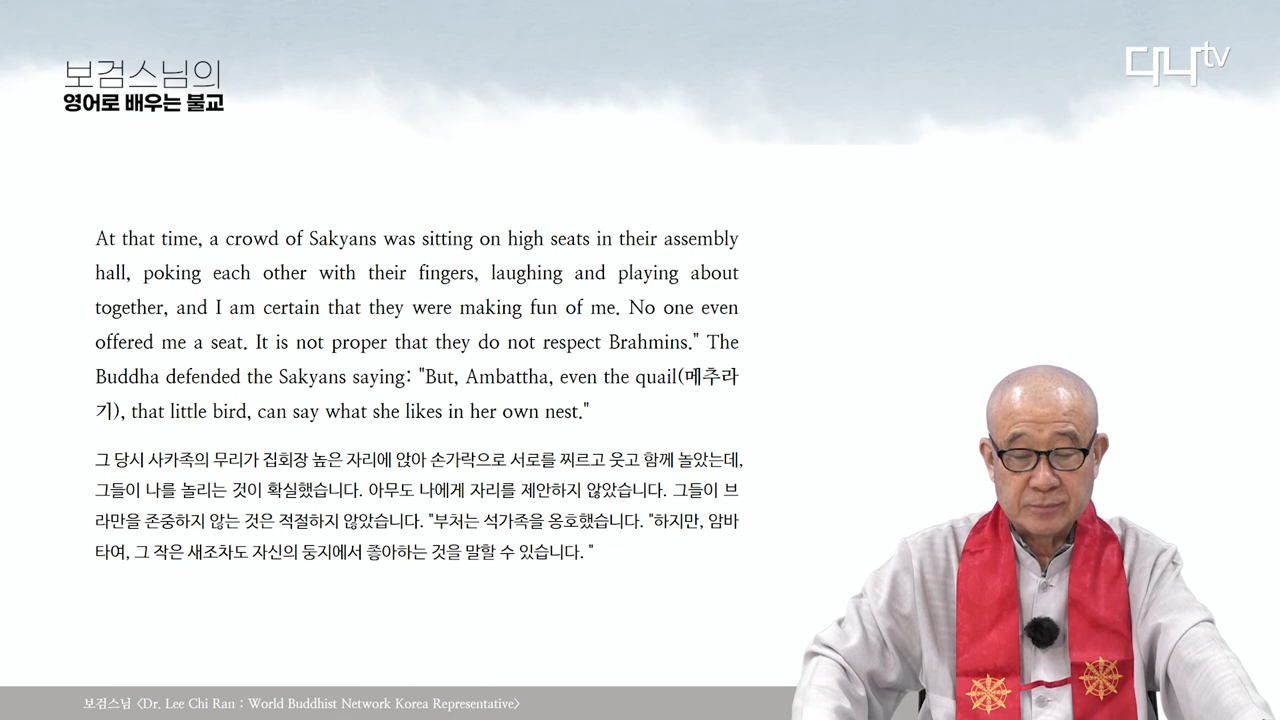 보검스님의
영어로 배우는 불교
다나tv
At that time, a crowd of Sakyans was sitting on high seats in their assembly
hall, poking each other with their fingers, laughing and playing about
together, and I am certain that they were making fun of me. No one even
offered me a seat. It is not proper that they do not respect Brahmins." The
Buddha defended the Sakyans saying: "But, Ambattha, even the quail(메추라
기), that little bird, can say what she likes in her own nest."
그 당시 사카족의 무리가 집회장 높은 자리에 앉아 손가락으로 서로를 찌르고 웃고 함께 놀았는데,
그들이 나를 놀리는 것이 확실했습니다. 아무도 나에게 자리를 제안하지 않았습니다. 그들이 브
라만을 존중하지 않는 것은 적절하지 않았습니다. "부처는 석가족을 옹호했습니다. "하지만, 암바
타여, 그 작은 새조차도 자신의 둥지에서 좋아하는 것을 말할 수 있습니다. "
보검스님 <Dr. Lee Chi Ran : World Buddhist Network Korea Representative>